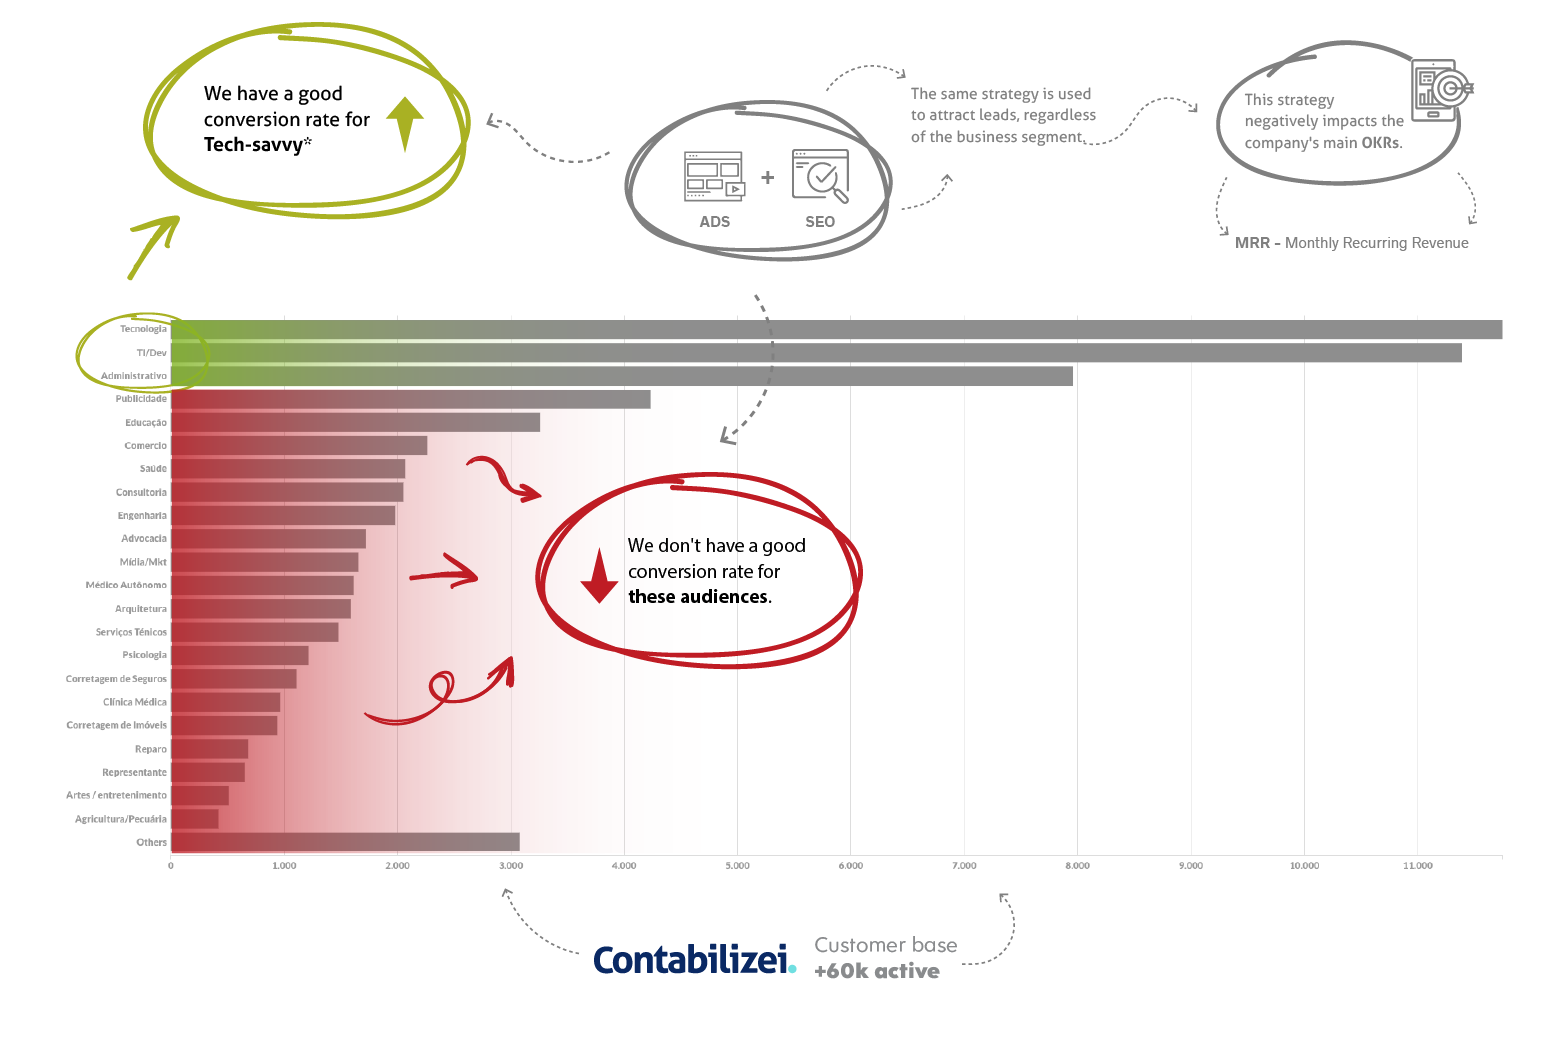 We have a good
conversion rate for
Tech-savvy*
ADS
+
SEO
The same strategy is used
to attract leads, regardless
of the business segment.
This strategy
negatively impacts the
company's main OKRs.
MRR - Monthly Recurring Revenue
Tecnologia
TI/Dev
Administrativo
Publicidade
Educação
Comercio
Saúde
Consultoria
Engenharia
Advocacia
Mídia/Mkt
Médico Autônomo
Arquitetura
Serviços Ténicos
Psicologia
Corretagem de Seguros
Clínica Médica
Corretagem de Imóveis
Reparo
Representante
Artes / entretenimento
Agricultura/Pecuária
Others
We don't have a good
conversion rate for
these audiences.
0 1.000 2.000 3.000 4.000 5.000 6.000 7.000 8.000 9.000 10.000 11.000
Contabilizei.
Customer base
+60k active